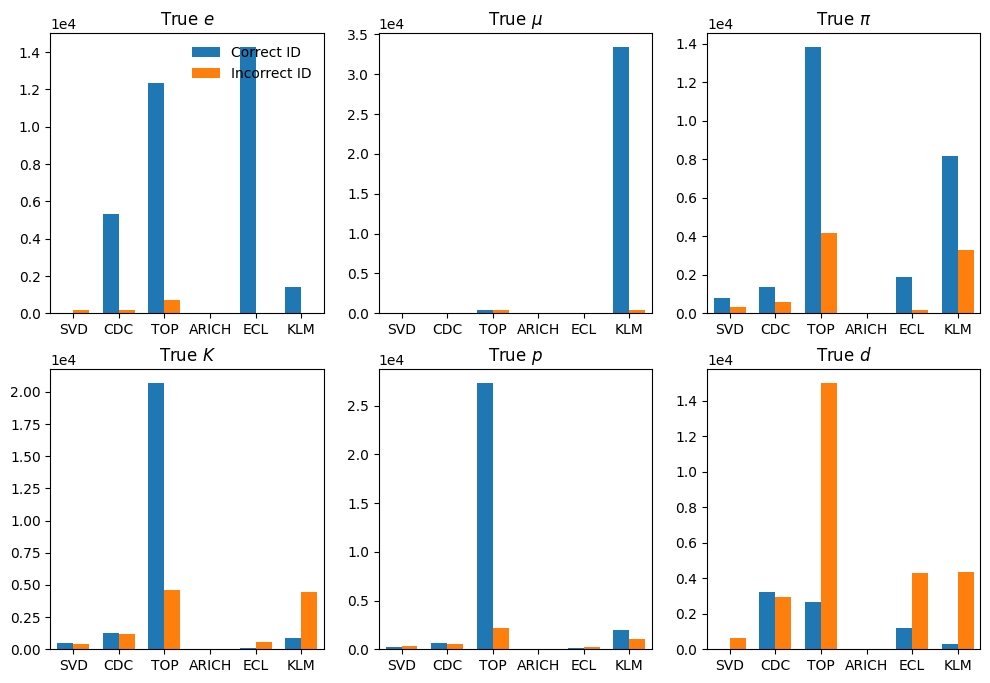 True e
1e4
1.4
1.2
1.0
0.8
0.6
0.4
0.2
0.0
Correct ID
Incorrect ID
SVD CDC TOP ARICH ECL KLM
True μ
1e4
3.5
3.0
2.5
2.0
1.5
1.0
0.5
0.0
SVD CDC TOP ARICH ECL KLM
True π
1e4
1.4
1.2
1.0
0.8
0.6
0.4
0.2
0.0
SVD CDC TOP ARICH ECL KLM
True K
1e4
2.00
1.75
1.50
1.25
1.00
0.75
0.50
0.25
0.00
SVD CDC TOP ARICH ECL KLM
True p
1e4
2.5
2.0
1.5
1.0
0.5
0.0
SVD CDC TOP ARICH ECL KLM
True d
1e4
1.4
1.2
1.0
0.8
0.6
0.4
0.2
0.0
SVD CDC TOP ARICH ECL KLM